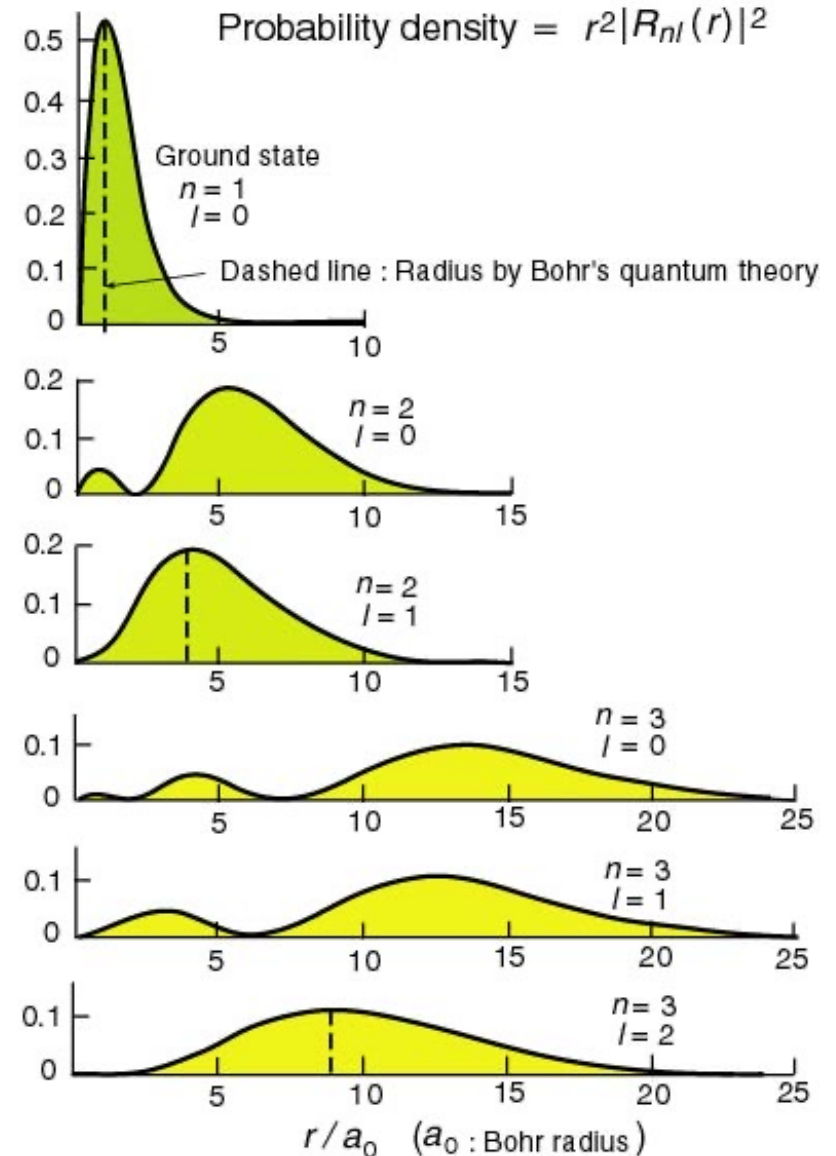 Probability density = r²|Rnl(r)|²
0.5
0.4
0.3
0.2
0.1
0
Ground state
n = 1
l = 0
Dashed line : Radius by Bohr's quantum theory
5 10
0.2
0.1
0
n = 2
l = 0
5 10 15
0.2
0.1
0
n = 2
l = 1
5 10 15
0.1
0
n = 3
l = 0
5 10 15 20 25
0.1
0
n = 3
l = 1
5 10 15 20 25
0.1
0
n = 3
l = 2
5 10 15 20 25
r / a₀ (a₀ : Bohr radius)